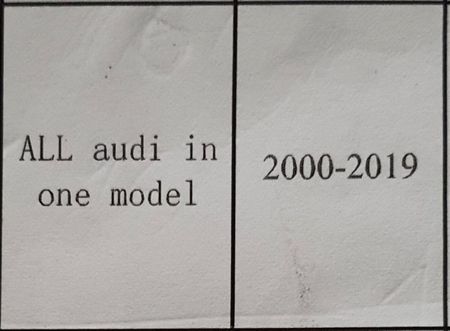 ALL audi in
one model
2000-2019